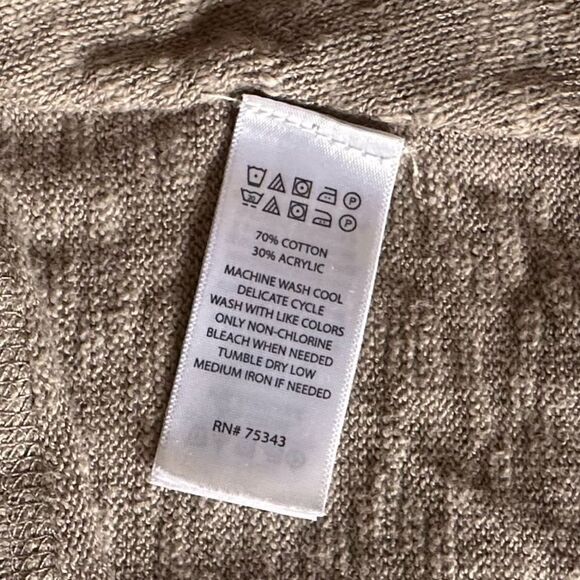 70% COTTON
30% ACRYLIC
MACHINE WASH COOL
DELICATE CYCLE
WASH WITH LIKE COLORS
ONLY NON-CHLORINE
BLEACH WHEN NEEDED
TUMBLE DRY LOW
MEDIUM IRON IF NEEDED
RN# 75343